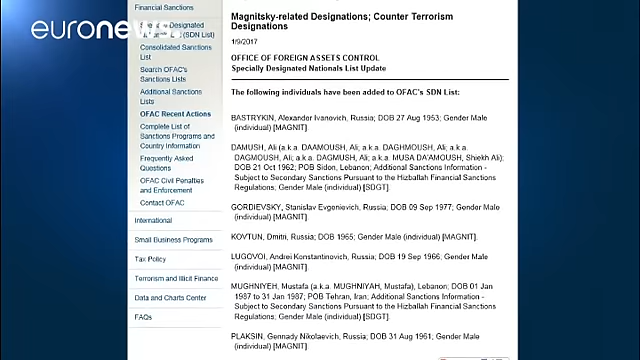 euronews.
Financial Sanctions
Designated
(SDN List)
Consolidated Sanctions
List
Search OFAC's
Sanctions Lists
Additional Sanctions
Lists
OFAC Recent Actions
Complete List of
Sanctions Programs and
Country Information
Frequently Asked
Questions
OFAC Civil Penalties
and Enforcement
Contact OFAC
International
Small Business Programs
Tax Policy
Terrorism and Illicit Finance
Data and Charts Center
FAQs
Magnitsky-related Designations; Counter Terrorism
Designations
1/9/2017
OFFICE OF FOREIGN ASSETS CONTROL
Specially Designated Nationals List Update
The following individuals have been added to OFAC's SDN List:
BASTRYKIN, Alexander Ivanovich, Russia; DOB 27 Aug 1953; Gender Male
(individual) [MAGNIT].
DAMUSH, Ali (a.k.a. DAAMOUSH, Ali; a.k.a. DAGHMOUSH, Ali; a.k.a.
DAGMOUSH, Ali; a.k.a. DAGMUSH, Ali; a.k.a. MUSA DA'AMOUSH, Shiekh Ali);
DOB 21 Oct 1962; POB Sidon, Lebanon; Additional Sanctions Information -
Subject to Secondary Sanctions Pursuant to the Hizballah Financial Sanctions
Regulations; Gender Male (individual) [SDGT].
GORDIEVSKY, Stanislav Evgenievich, Russia; DOB 09 Sep 1977; Gender Male
(individual) [MAGNIT].
KOVTUN, Dmitri, Russia; DOB 1965; Gender Male (individual) [MAGNIT].
LUGOVOI, Andrei Konstantinovich, Russia; DOB 19 Sep 1966; Gender Male
(individual) [MAGNIT].
MUGHNIYEH, Mustafa (a.k.a. MUGHNIYAH, Mustafa), Lebanon; DOB 01 Jan
1987 to 31 Jan 1987; POB Tehran, Iran; Additional Sanctions Information -
Subject to Secondary Sanctions Pursuant to the Hizballah Financial Sanctions
Regulations; Gender Male (individual) [SDGT].
PLAKSIN, Gennady Nikolaevich, Russia; DOB 31 Aug 1961; Gender Male
(individual) [MAGNIT].